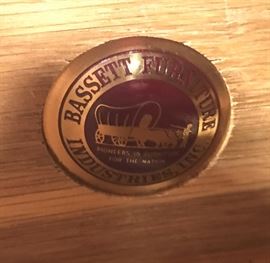 BASSETT FURNITURE
INDUSTRIES, INC.
PIONEERS IN
FOR THE NATION